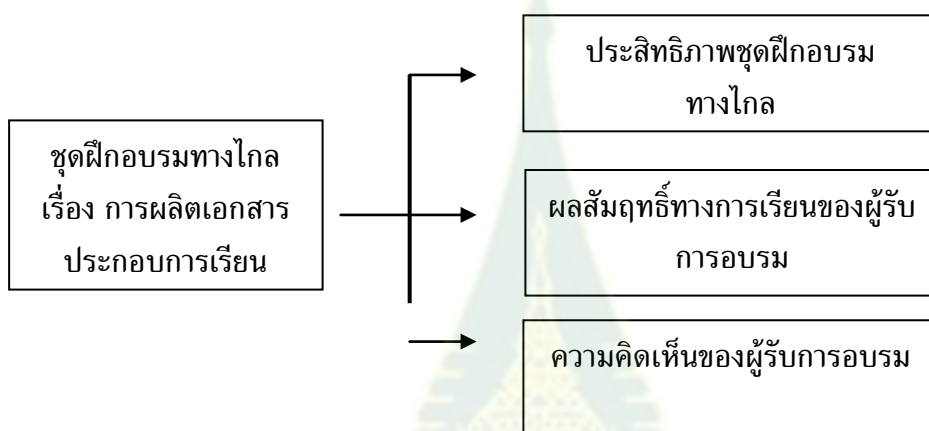 ประสิทธิภาพชุดฝึกอบรม
ทางไกล
ชุดฝึกอบรมทางไกล
เรื่อง การผลิตเอกสาร
ประกอบการเรียน
ผลสัมฤทธิ์ทางการเรียนของผู้รับ
การอบรม
ความคิดเห็นของผู้รับการอบรม